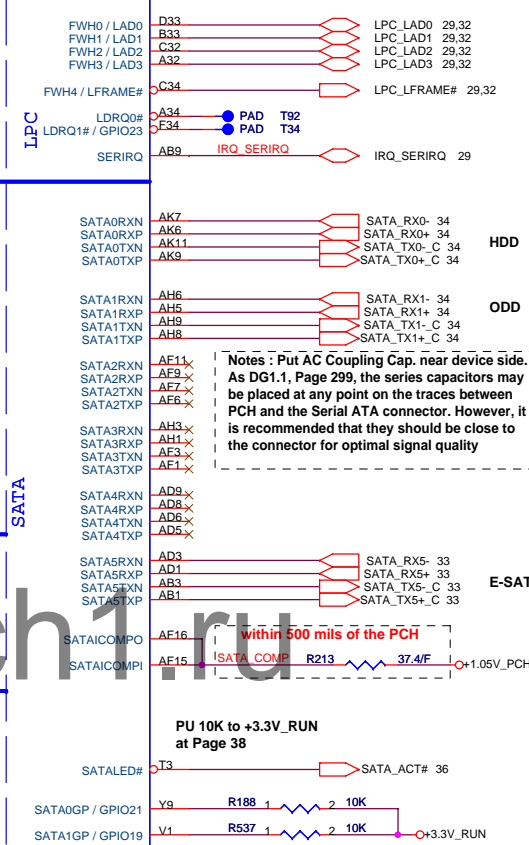 FWH0 / LAD0 D33 LPC_LAD0 29,32
FWH1 / LAD1 B33 LPC_LAD1 29,32
FWH2 / LAD2 C32 LPC_LAD2 29,32
FWH3 / LAD3 A32 LPC_LAD3 29,32
FWH4 / LFRAME# C34 LPC_LFRAME# 29,32
LPC
LDRQ0# A34 PAD T92
LDRQ1# / GPIO23 F34 PAD T34
SERIRQ AB9 IRQ_SERIRQ IRQ_SERIRQ 29
SATA0RXN AK7 SATA_RX0- 34
SATA0RXP AK6 SATA_RX0+ 34
SATA0TXN AK11 SATA_TX0-_C 34
SATA0TXP AK9 SATA_TX0+_C 34
HDD
SATA1RXN AH6 SATA_RX1- 34
SATA1RXP AH5 SATA_RX1+ 34
SATA1TXN AH9 SATA_TX1-_C 34
SATA1TXP AH8 SATA_TX1+_C 34
ODD
SATA2RXN AF11
SATA2RXP AF9
SATA2TXN AF7
SATA2TXP AF6
Notes : Put AC Coupling Cap. near device side.
As DG1.1, Page 299, the series capacitors may
be placed at any point on the traces between
PCH and the Serial ATA connector. However, it
is recommended that they should be close to
the connector for optimal signal quality
SATA3RXN AH3
SATA3RXP AH1
SATA3TXN AF3
SATA3TXP AF1
SATA
SATA4RXN AD9
SATA4RXP AD8
SATA4TXN AD6
SATA4TXP AD5
SATA5RXN AD3 SATA_RX5- 33
SATA5RXP AD1 SATA_RX5+ 33
SATA5TXN AB3 SATA_TX5-_C 33
SATA5TXP AB1 SATA_TX5+_C 33
E-SAT
ch1.ru
within 500 mils of the PCH
SATAICOMPO AF16
SATAICOMPI AF15 SATA_COMP R213 37.4/F +1.05V_PCH
PU 10K to +3.3V_RUN
at Page 38
SATALED# T3 SATA_ACT# 36
SATA0GP / GPIO21 Y9 R188 1 2 10K
SATA1GP / GPIO19 V1 R537 1 2 10K +3.3V_RUN